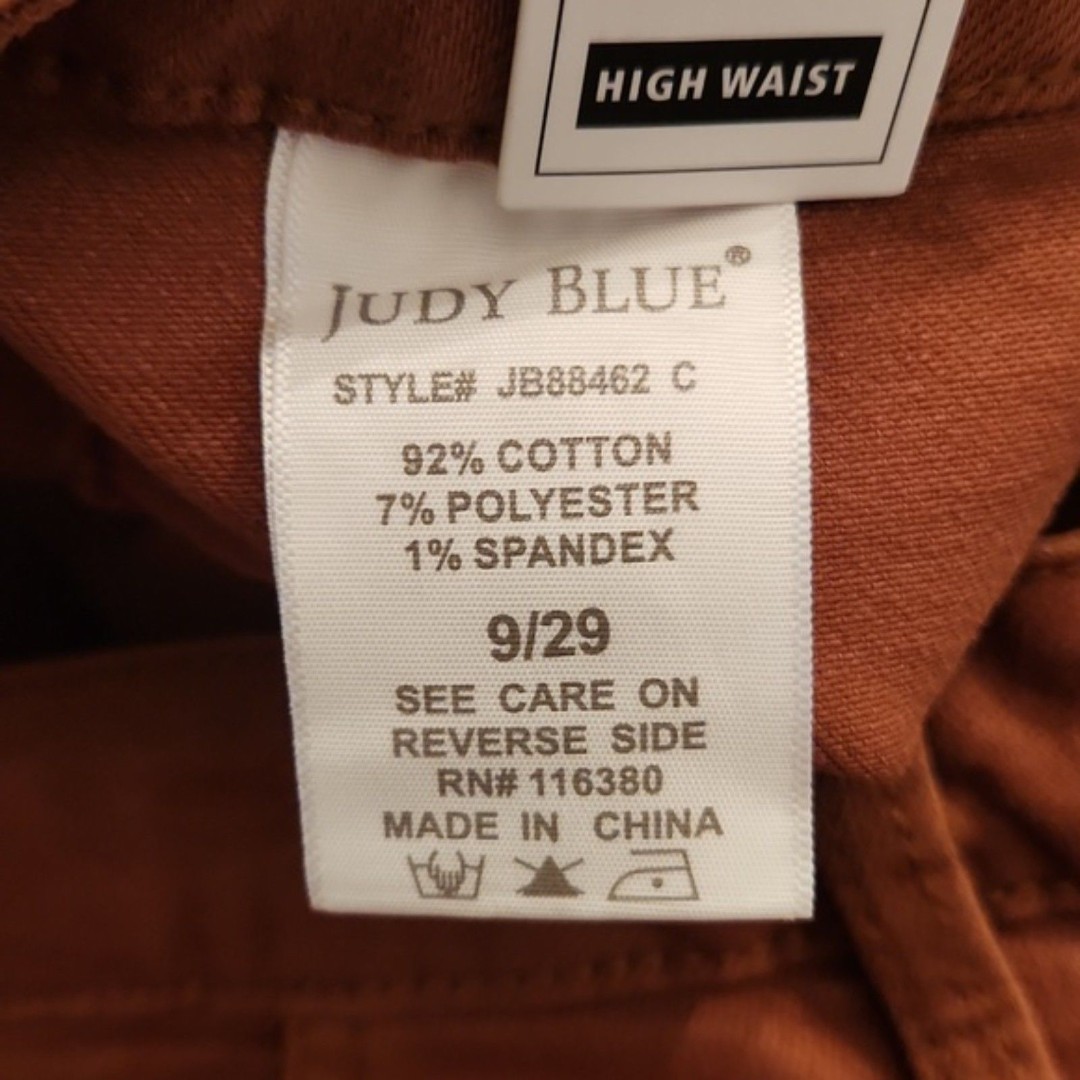 HIGH WAIST
JUDY BLUE®
STYLE# JB88462 C
92% COTTON
7% POLYESTER
1% SPANDEX
9/29
SEE CARE ON
REVERSE SIDE
RN# 116380
MADE IN CHINA